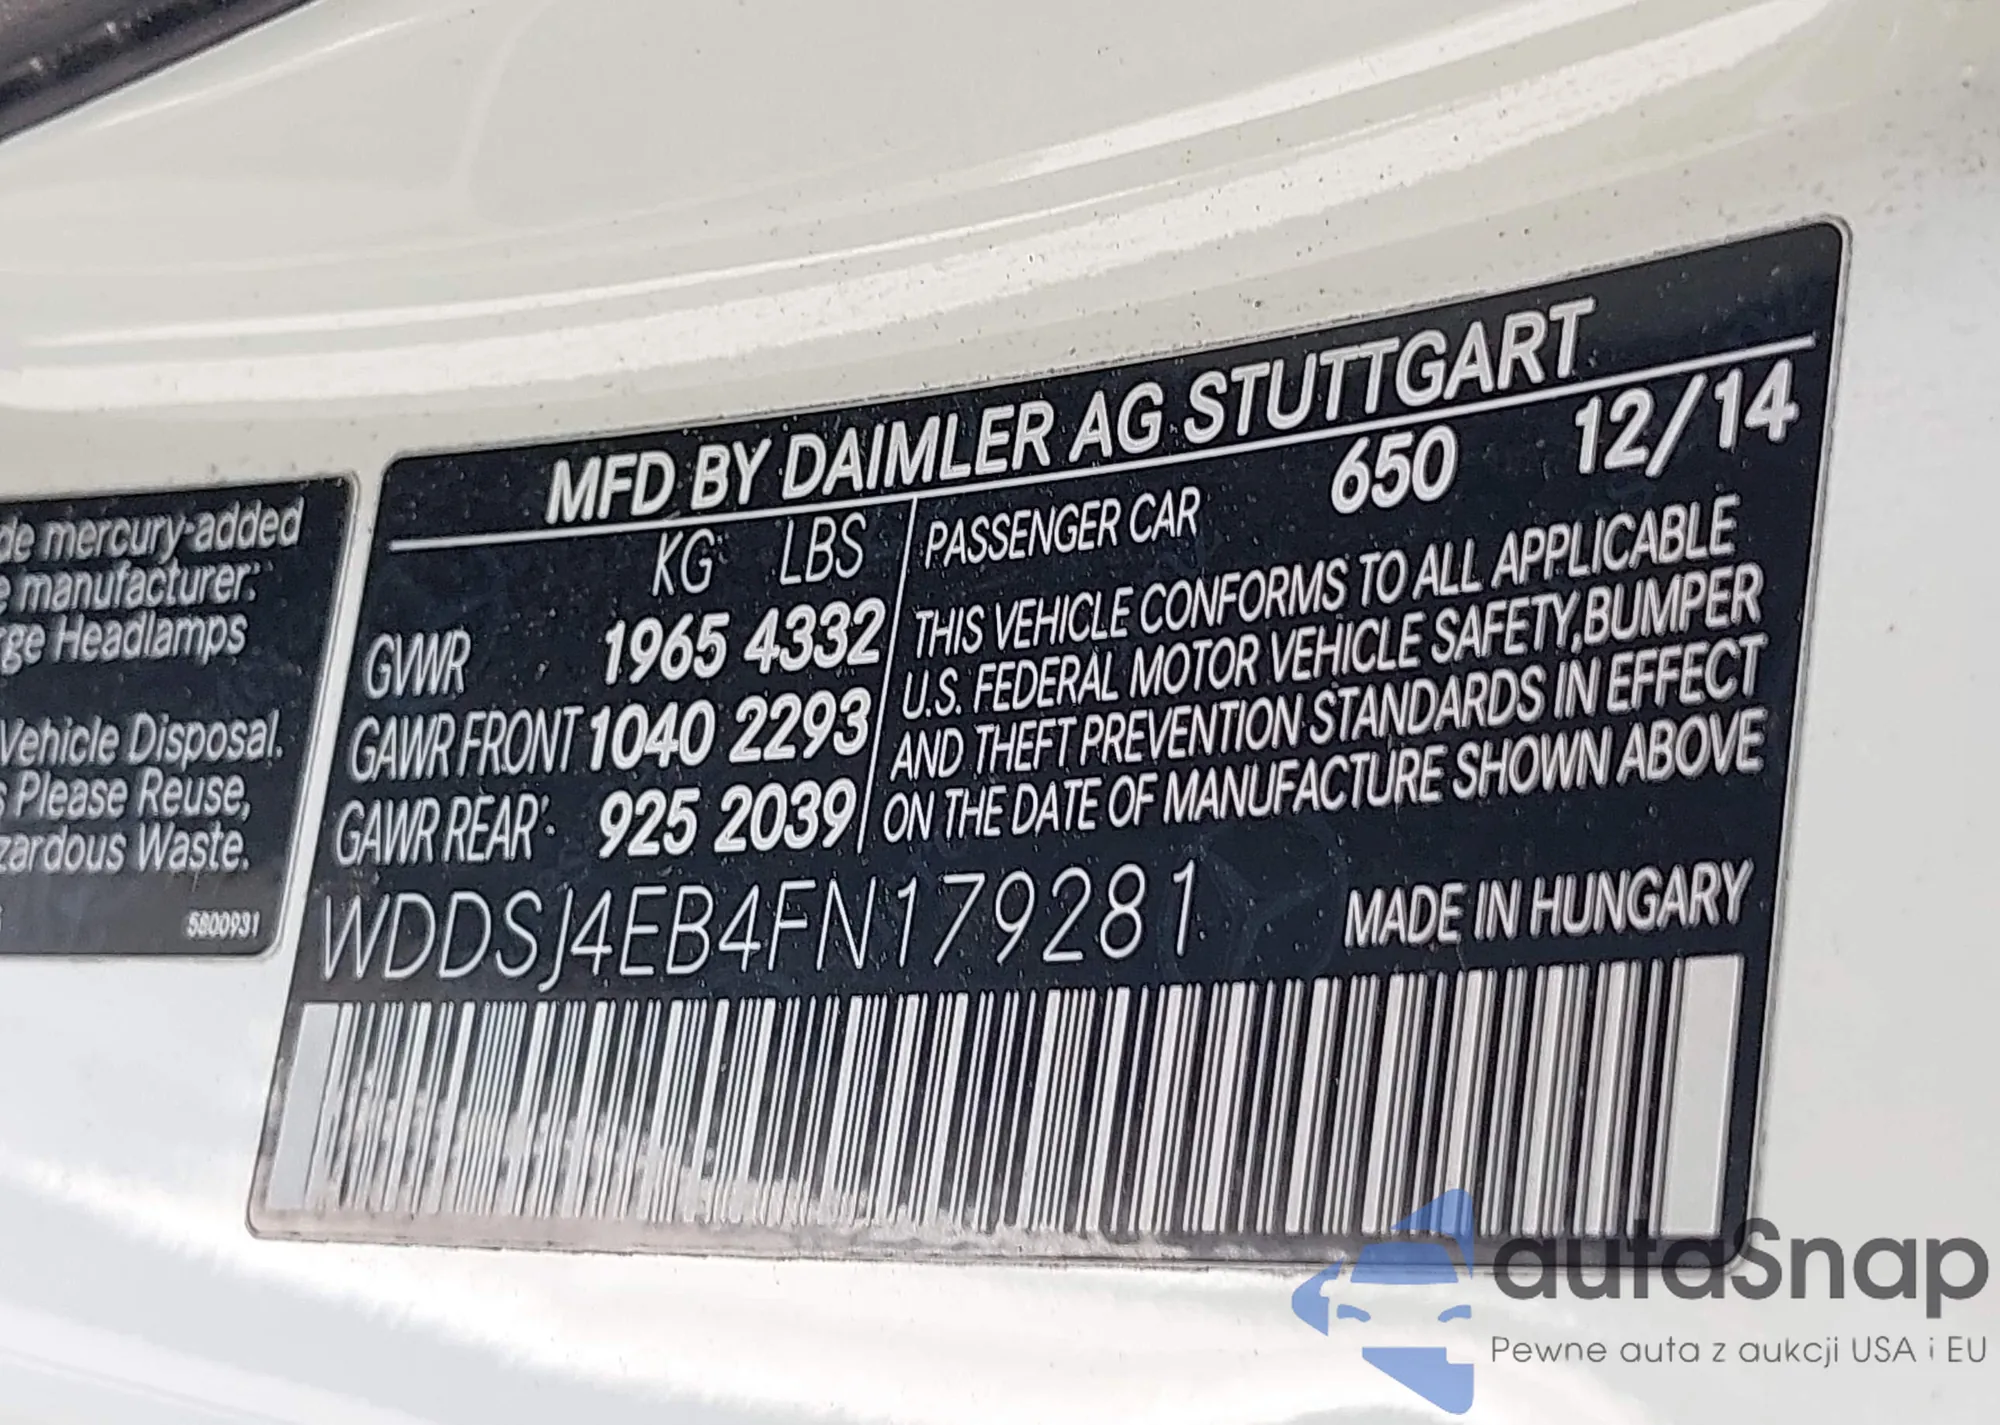 de mercury-added
manufacturer:
Headlamps
Vehicle Disposal.
Please Reuse,
Waste.
5800931
MFD BY DAIMLER AG STUTTGART
KG LBS PASSENGER CAR 650 12/14
GVWR 1965 4332
GAWR FRONT 1040 2293
GAWR REAR 925 2039
THIS VEHICLE CONFORMS TO ALL APPLICABLE
U.S. FEDERAL MOTOR VEHICLE SAFETY, BUMPER
AND THEFT PREVENTION STANDARDS IN EFFECT
ON THE DATE OF MANUFACTURE SHOWN ABOVE
WDDSJ4EB4FN179281 MADE IN HUNGARY
autaSnap
Pewne auta z aukcji USA i EU